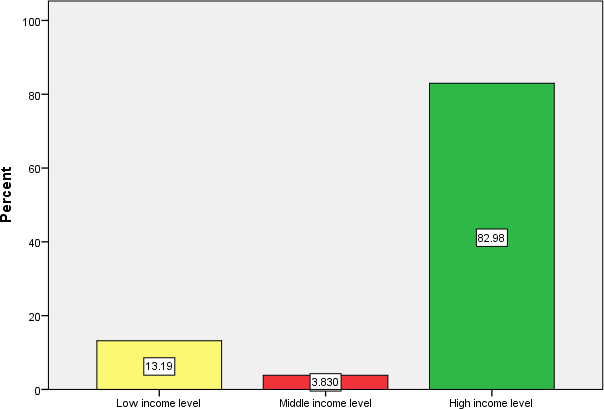 100
80
60
40
20
0
Percent
13.19
3.830
82.98
Low income level
Middle income level
High income level